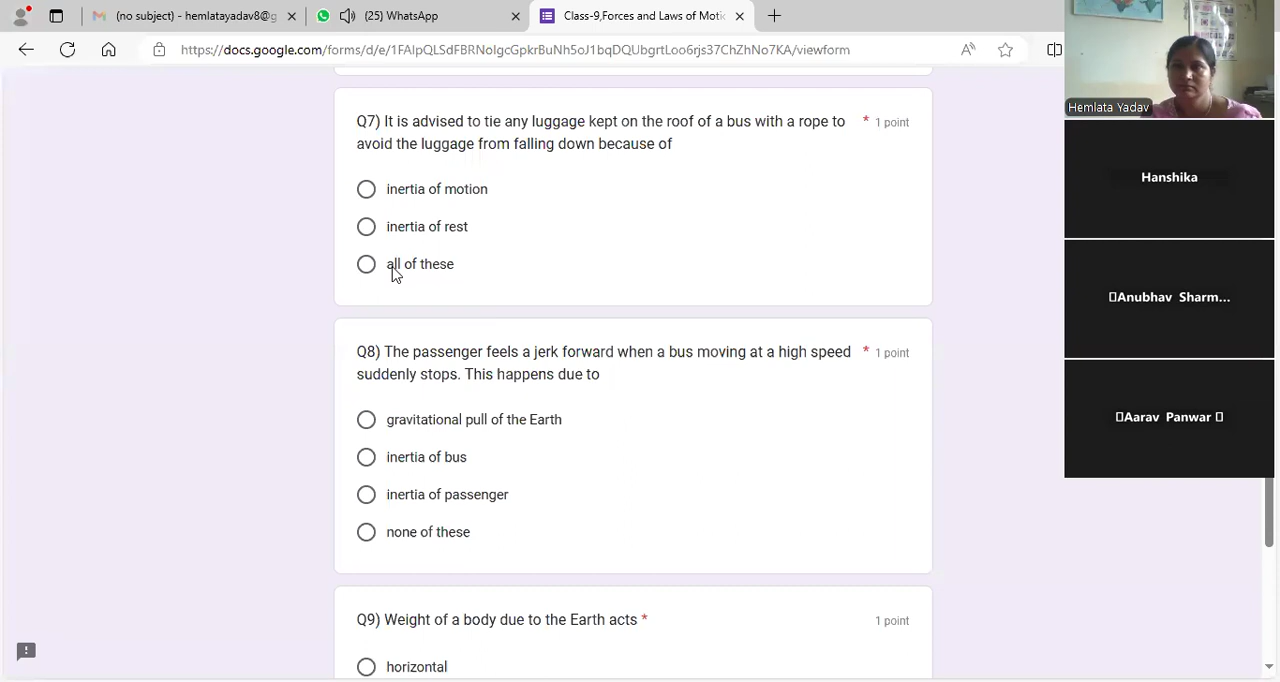 (no subject) - hemlatayadav8@g
(25) WhatsApp
Class-9,Forces and Laws of Moti
https://docs.google.com/forms/d/e/1FAIpQLSdFBRNoIgcGpkrBuNh5oJ1bqDQUbgrtLoo6rjs37ChZhNo7KA/viewform
Q7) It is advised to tie any luggage kept on the roof of a bus with a rope to * 1 point
avoid the luggage from falling down because of
inertia of motion
inertia of rest
all of these
Q8) The passenger feels a jerk forward when a bus moving at a high speed * 1 point
suddenly stops. This happens due to
gravitational pull of the Earth
inertia of bus
inertia of passenger
none of these
Q9) Weight of a body due to the Earth acts * 1 point
horizontal
Hemlata Yadav
Hanshika
Anubhav Sharm...
Aarav Panwar